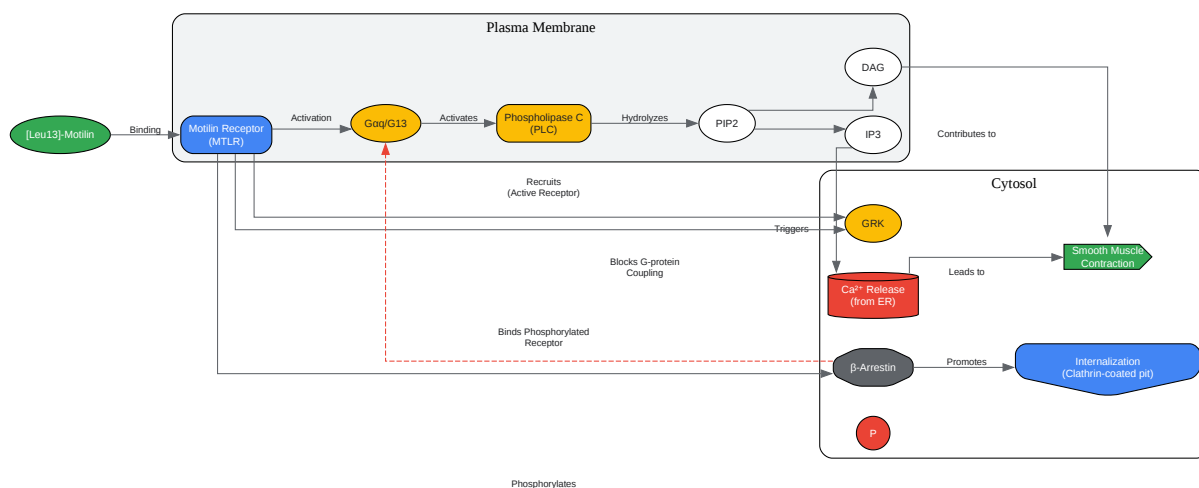 Plasma Membrane
DAG
[Leu13]-Motilin
Binding
Motilin Receptor
(MTLR)
Activation
Gαq/G13
Activates
Phospholipase C
(PLC)
Hydrolyzes
PIP2
IP3
Contributes to
Recruits
(Active Receptor)
Cytosol
GRK
Triggers
Blocks G-protein
Coupling
Smooth Muscle
Contraction
Leads to
Ca²⁺ Release
(from ER)
Binds Phosphorylated
Receptor
β-Arrestin
Promotes
Internalization
(Clathrin-coated pit)
P
Phosphorylates